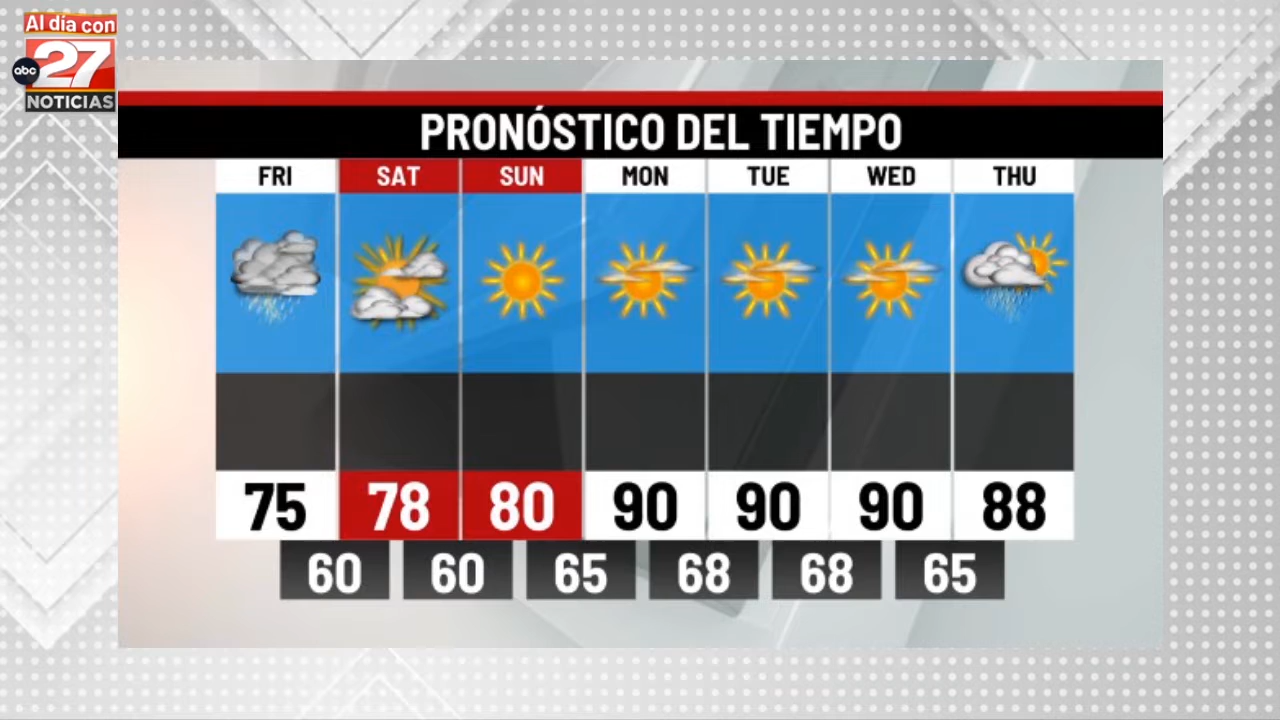 Al día con
abc 27
NOTICIAS
PRONÓSTICO DEL TIEMPO
FRI SAT SUN MON TUE WED THU
75 78 80 90 90 90 88
60 60 65 68 68 65